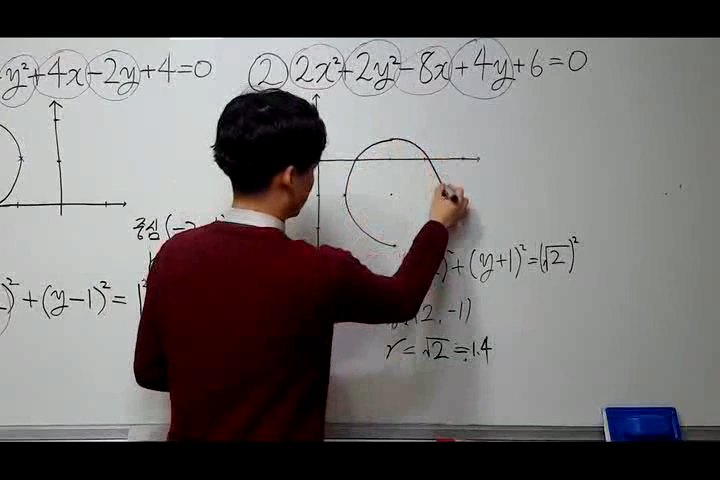 y²+4x-2y+4=0
② 2x²+2y²-8x+4y+6=0
중심(-2,
)²+(y-1)²=1²
)²+(y+1)²=(√2)²
(2,-1)
r=√2≒1.4